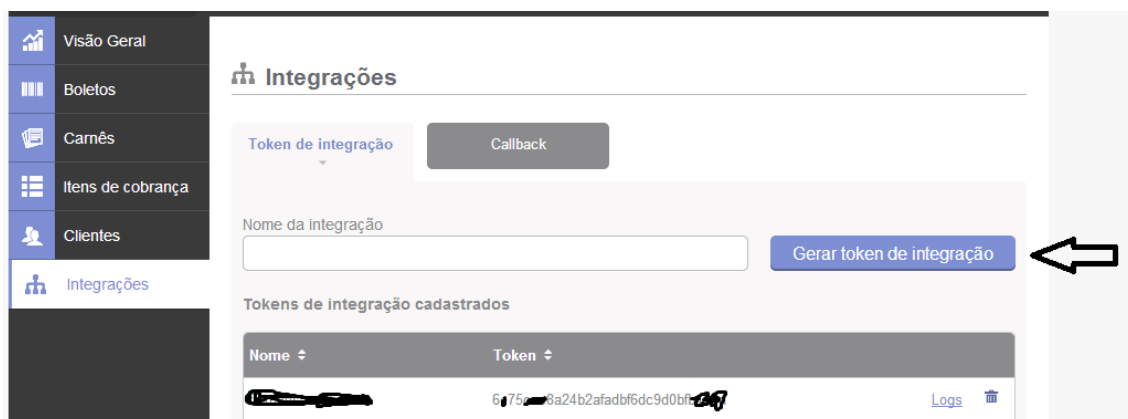 Visão Geral
Boletos
Carnês
Itens de cobrança
Clientes
Integrações
Integrações
Token de integração
Callback
Nome da integração
Gerar token de integração
Tokens de integração cadastrados
Nome Token
Logs